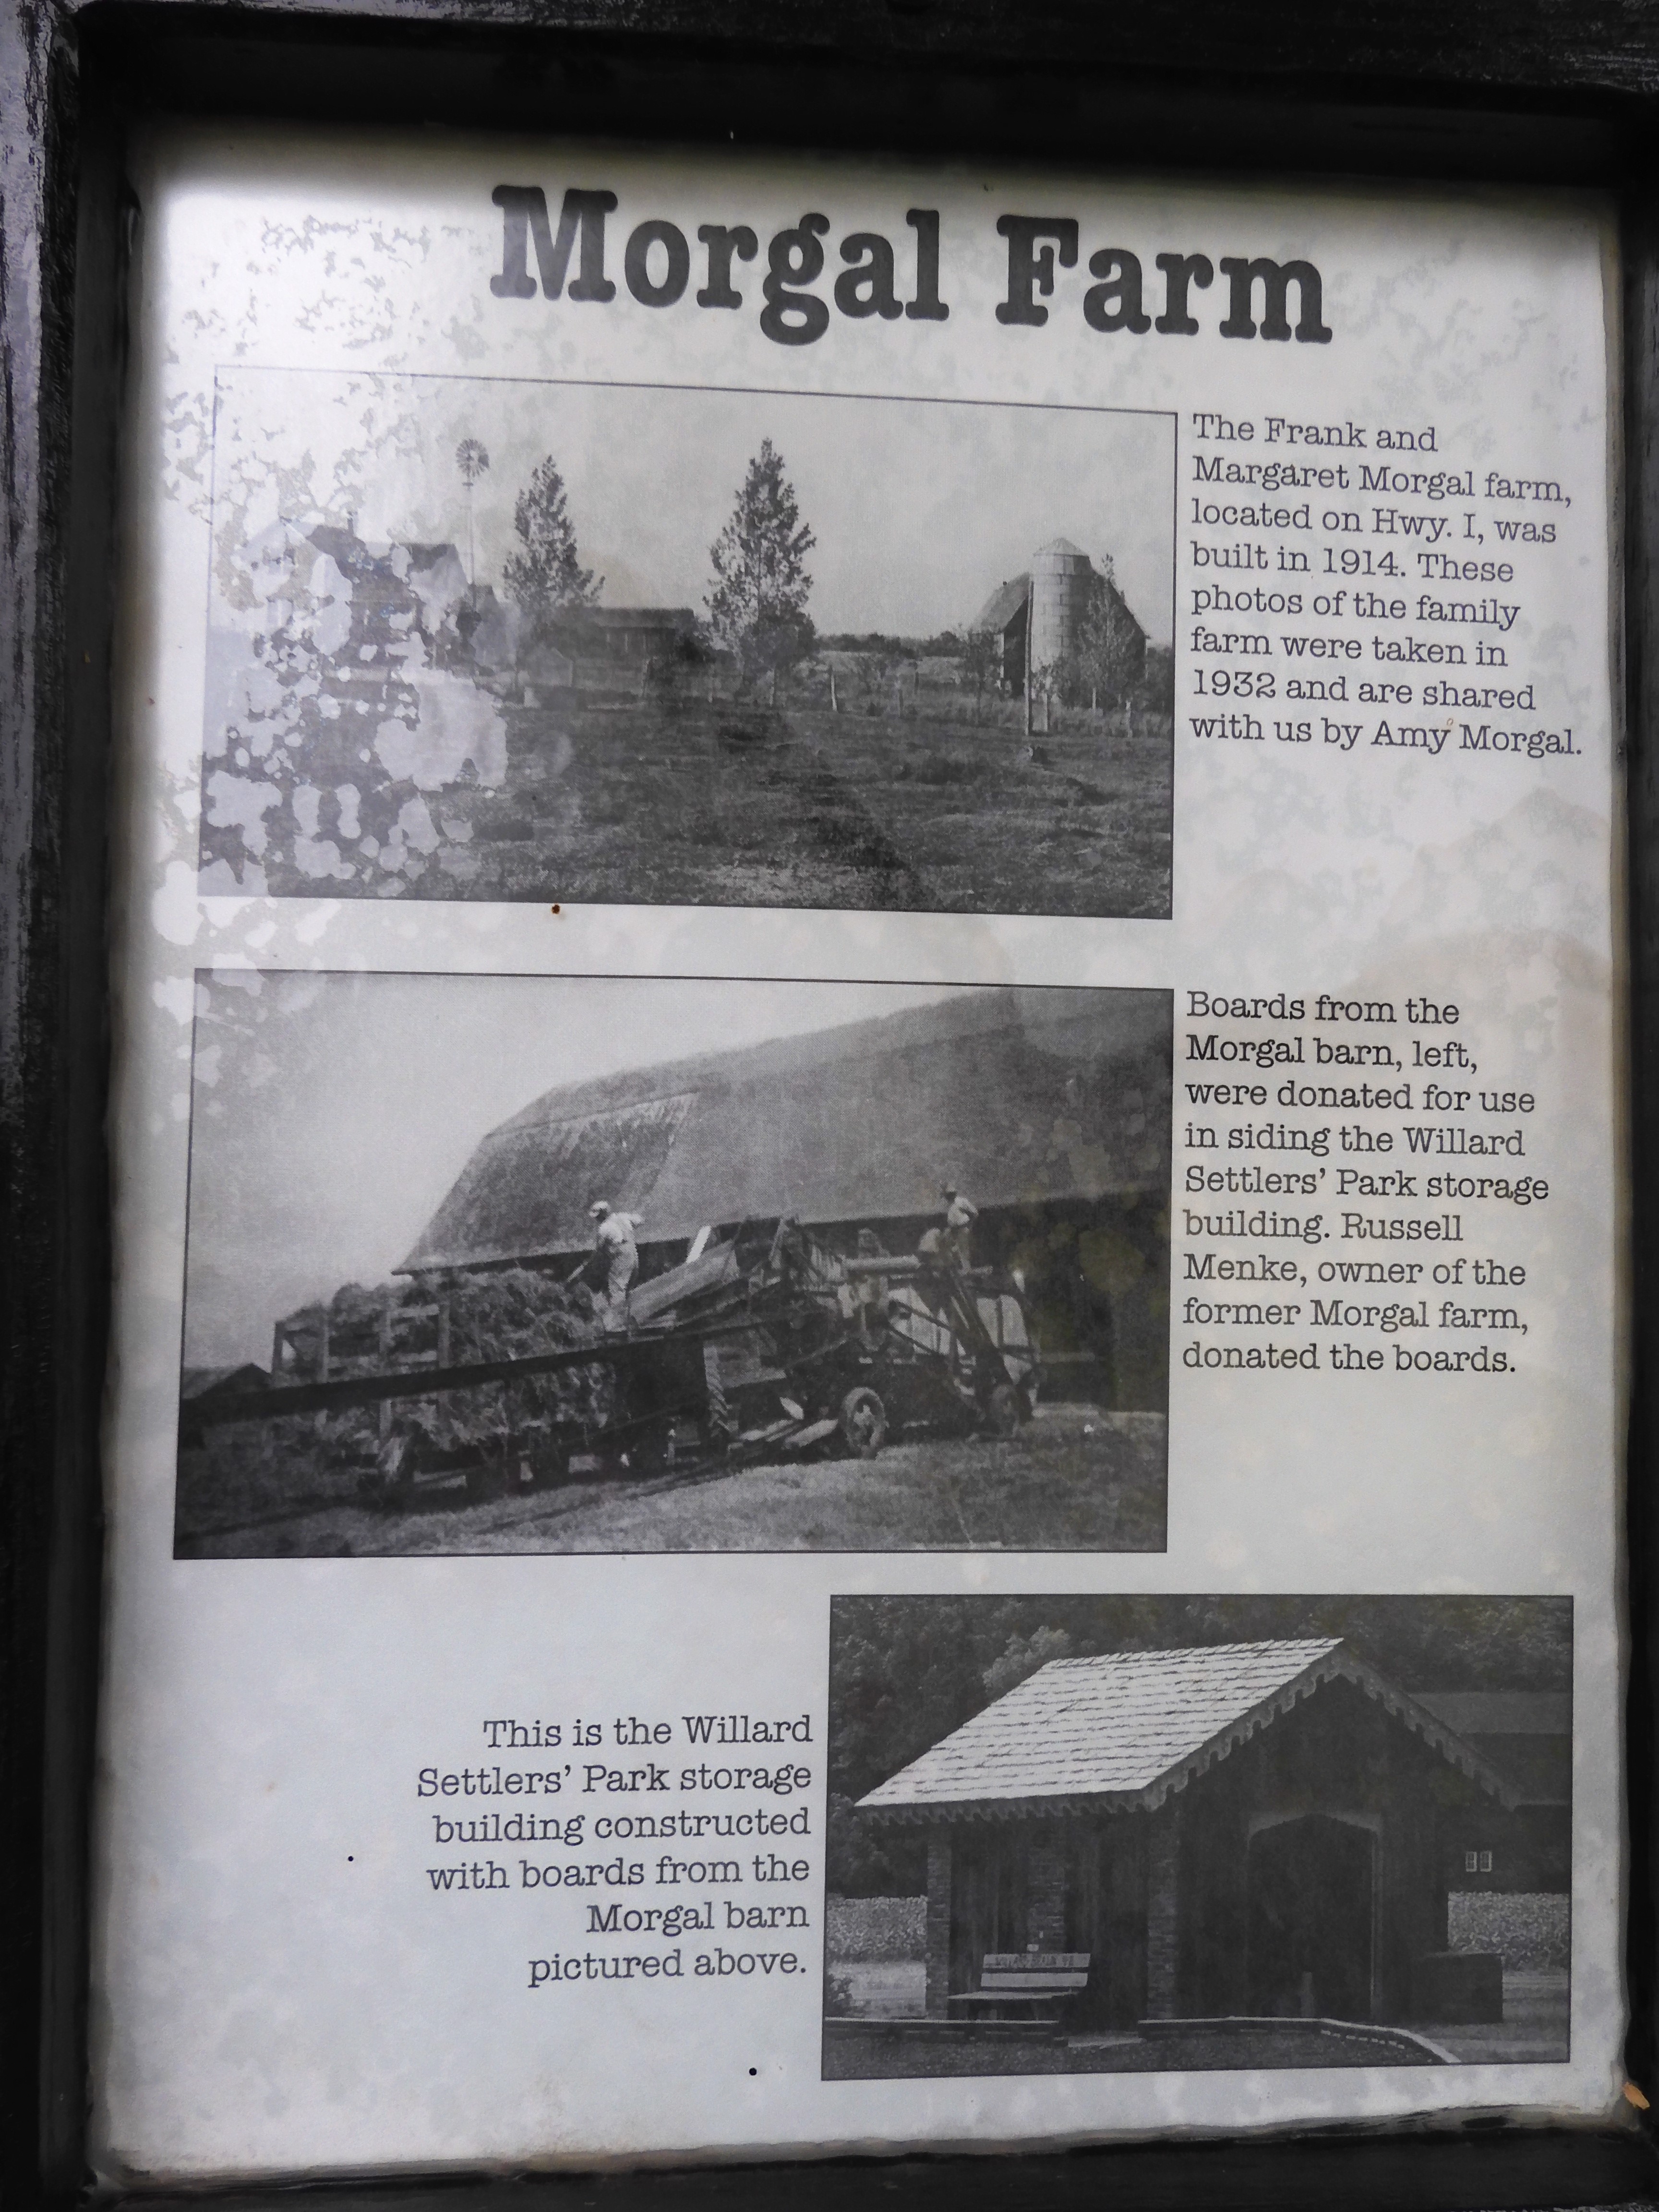 Morgal Farm
The Frank and
Margaret Morgal farm,
located on Hwy. I, was
built in 1914. These
photos of the family
farm were taken in
1932 and are shared
with us by Amy Morgal.
Boards from the
Morgal barn, left,
were donated for use
in siding the Willard
Settlers' Park storage
building. Russell
Menke, owner of the
former Morgal farm,
donated the boards.
This is the Willard
Settlers' Park storage
building constructed
with boards from the
Morgal barn
pictured above.